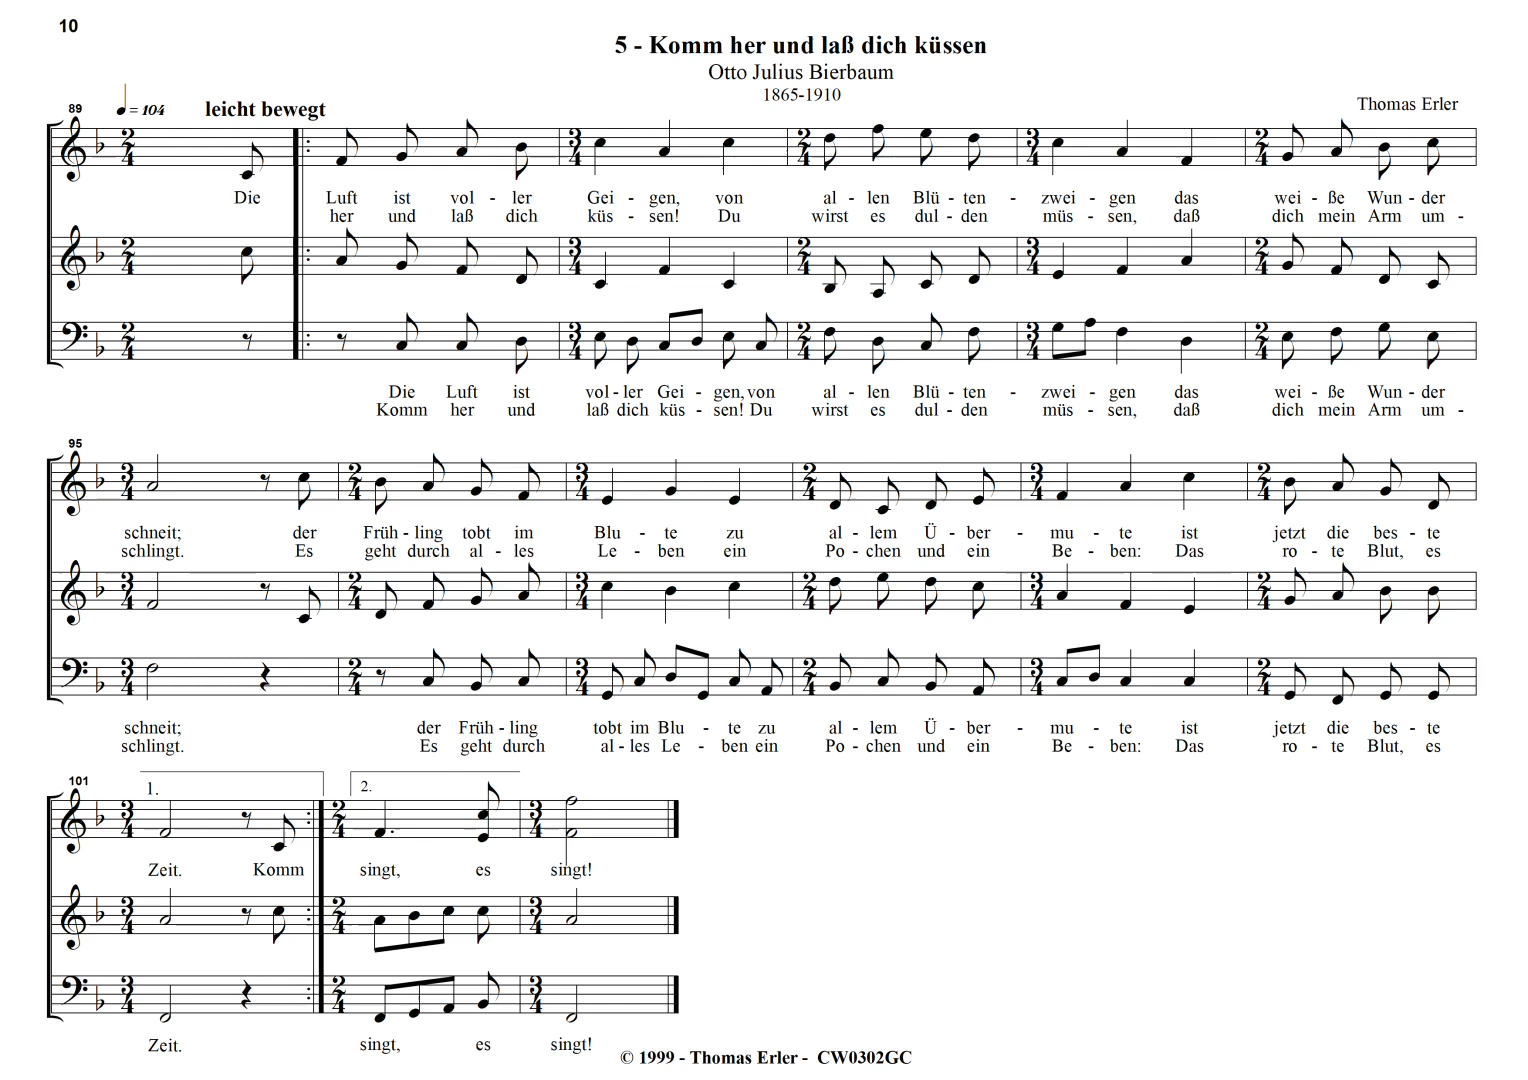 10
5 - Komm her und laß dich küssen
Otto Julius Bierbaum
1865-1910
89 = 104 leicht bewegt Thomas Erler
Die Luft ist vol - ler Gei - gen, von al - len Blü - ten - zwei - gen das wei - ße Wun - der
her und laß dich küs - sen! Du wirst es dul - den müs - sen, daß dich mein Arm um -
Die Luft ist vol - ler Gei - gen, von al - len Blü - ten - zwei - gen das wei - ße Wun - der
Komm her und laß dich küs - sen! Du wirst es dul - den müs - sen, daß dich mein Arm um -
95
schneit; der Früh - ling tobt im Blu - te zu al - lem Ü - ber - mu - te ist jetzt die bes - te
schlingt. Es geht durch al - les Le - ben ein Po - chen und ein Be - ben: Das ro - te Blut, es
schneit; der Früh - ling tobt im Blu - te zu al - lem Ü - ber - mu - te ist jetzt die bes - te
schlingt. Es geht durch al - les Le - ben ein Po - chen und ein Be - ben: Das ro - te Blut, es
101 1. 2.
Zeit. Komm singt, es singt!
Zeit. singt, es singt!
© 1999 - Thomas Erler - CW0302GC